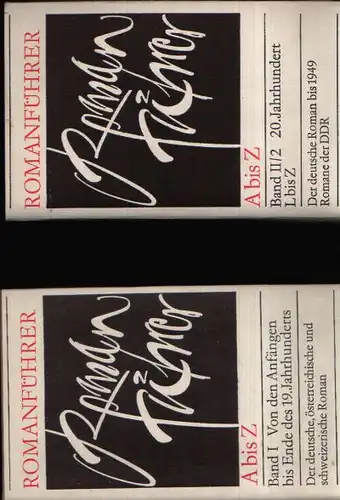 ROMANFÜHRER
Roman
Führer
A bis Z
Band II/2 20. Jahrhundert
L bis Z
Der deutsche Roman bis 1949
Romane der DDR
ROMANFÜHRER
Roman
Führer
A bis Z
Band I Von den Anfängen
bis Ende des 19. Jahrhunderts
Der deutsche, österreichische und
schweizerische Roman